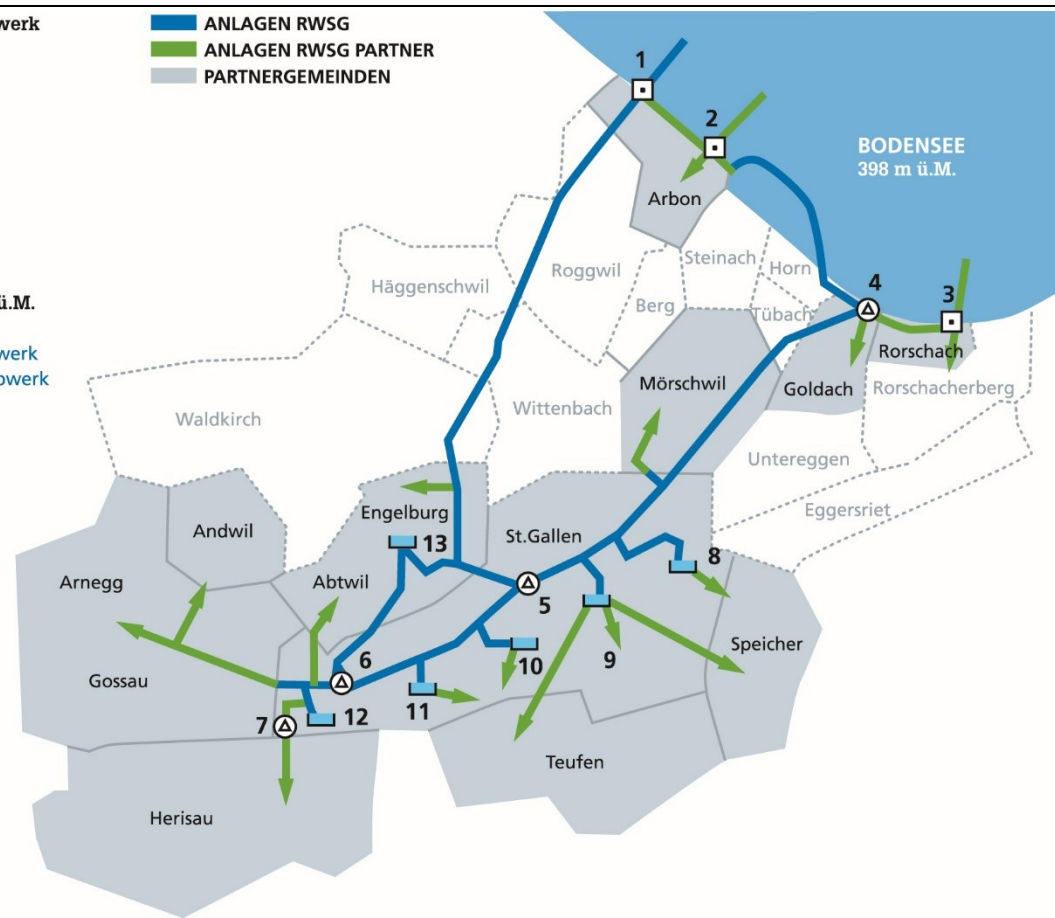 werk
ANLAGEN RWSG
ANLAGEN RWSG PARTNER
PARTNERGEMEINDEN
1
2
BODENSEE
398 m ü.M.
Arbon
Steinach
Horn
Roggwil
Häggenschwil
Berg
Tübach
4
3
ü.M.
werk
pwerk
Rorschach
Mörschwil
Goldach
Rorschacherberg
Wittenbach
Waldkirch
Untereggen
Eggersriet
Engelburg
Andwil
St.Gallen
13
8
Arnegg
Abtwil
5
Speicher
9
10
6
Gossau
11
12
7
Teufen
Herisau